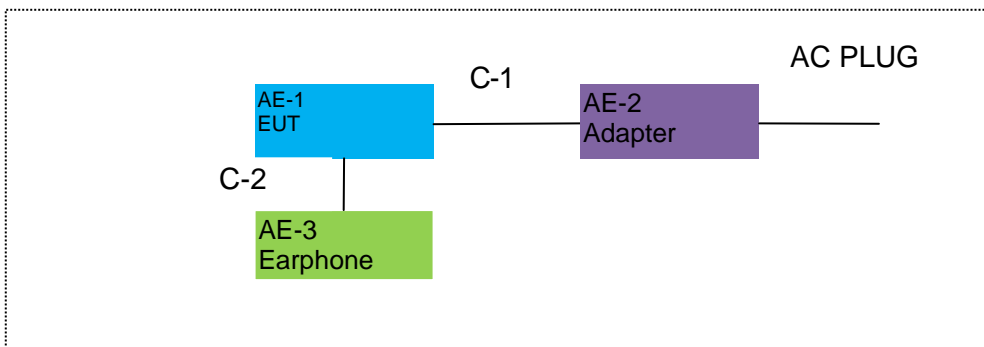 AC PLUG
C-1
AE-1
EUT
AE-2
Adapter
C-2
AE-3
Earphone